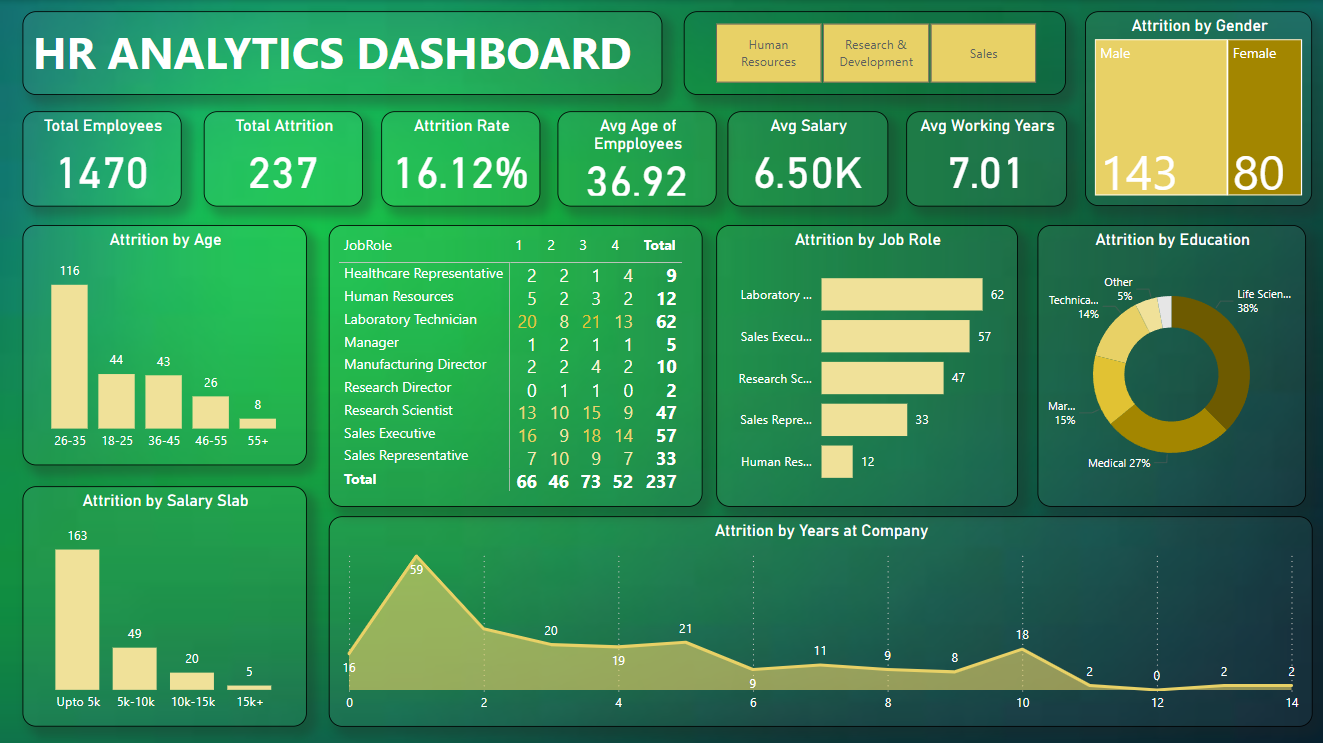 HR ANALYTICS DASHBOARD
Human
Resources
Research &
Development
Sales
Attrition by Gender
Male
143
Female
80
Total Employees
1470
Total Attrition
237
Attrition Rate
16.12%
Avg Age of
Empployees
36.92
Avg Salary
6.50K
Avg Working Years
7.01
Attrition by Age
116
44
43
26
8
26-35 18-25 36-45 46-55 55+
JobRole 1 2 3 4 Total
Healthcare Representative 2 2 1 4 9
Human Resources 5 2 3 2 12
Laboratory Technician 20 8 21 13 62
Manager 1 2 1 1 5
Manufacturing Director 2 2 4 2 10
Research Director 0 1 1 0 2
Research Scientist 13 10 15 9 47
Sales Executive 16 9 18 14 57
Sales Representative 7 10 9 7 33
Total 66 46 73 52 237
Attrition by Job Role
Laboratory ... 62
Sales Execu... 57
Research Sc... 47
Sales Repre... 33
Human Res... 12
Attrition by Education
Other
5%
Life Scien...
38%
Technica...
14%
Mar...
15%
Medical 27%
Attrition by Salary Slab
163
49
20
5
Upto 5k 5k-10k 10k-15k 15k+
Attrition by Years at Company
16
59
20
19
21
9
11
9
8
18
2
0
2
2
0 2 4 6 8 10 12 14